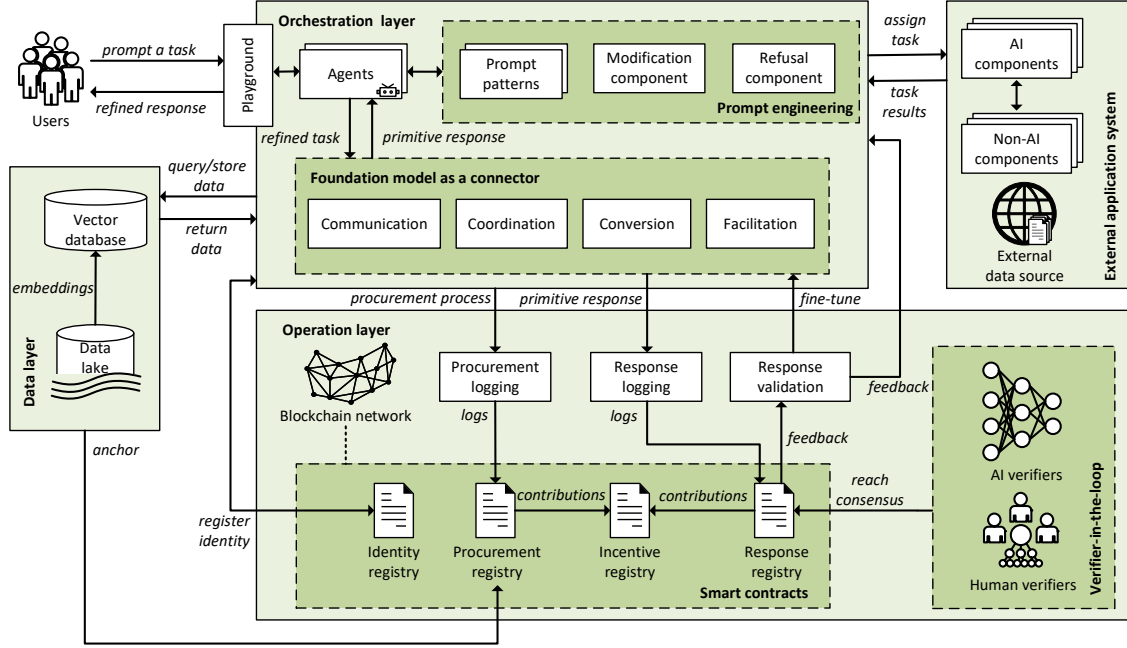 Orchestration layer
prompt a task
refined response
Users
Playground
Agents
Prompt
patterns
Modification
component
Refusal
component
Prompt engineering
assign
task
task
results
AI
components
Non-AI
components
External
data source
External application system
refined task
primitive response
Foundation model as a connector
Communication
Coordination
Conversion
Facilitation
query/store
data
return
data
Vector
database
embeddings
Data
lake
Data layer
anchor
procurement process
primitive response
fine-tune
Operation layer
Blockchain network
Procurement
logging
Response
logging
Response
validation
feedback
logs
logs
feedback
reach
consensus
register
identity
contributions
contributions
Identity
registry
Procurement
registry
Incentive
registry
Response
registry
Smart contracts
AI verifiers
Human verifiers
Verifier-in-the-loop